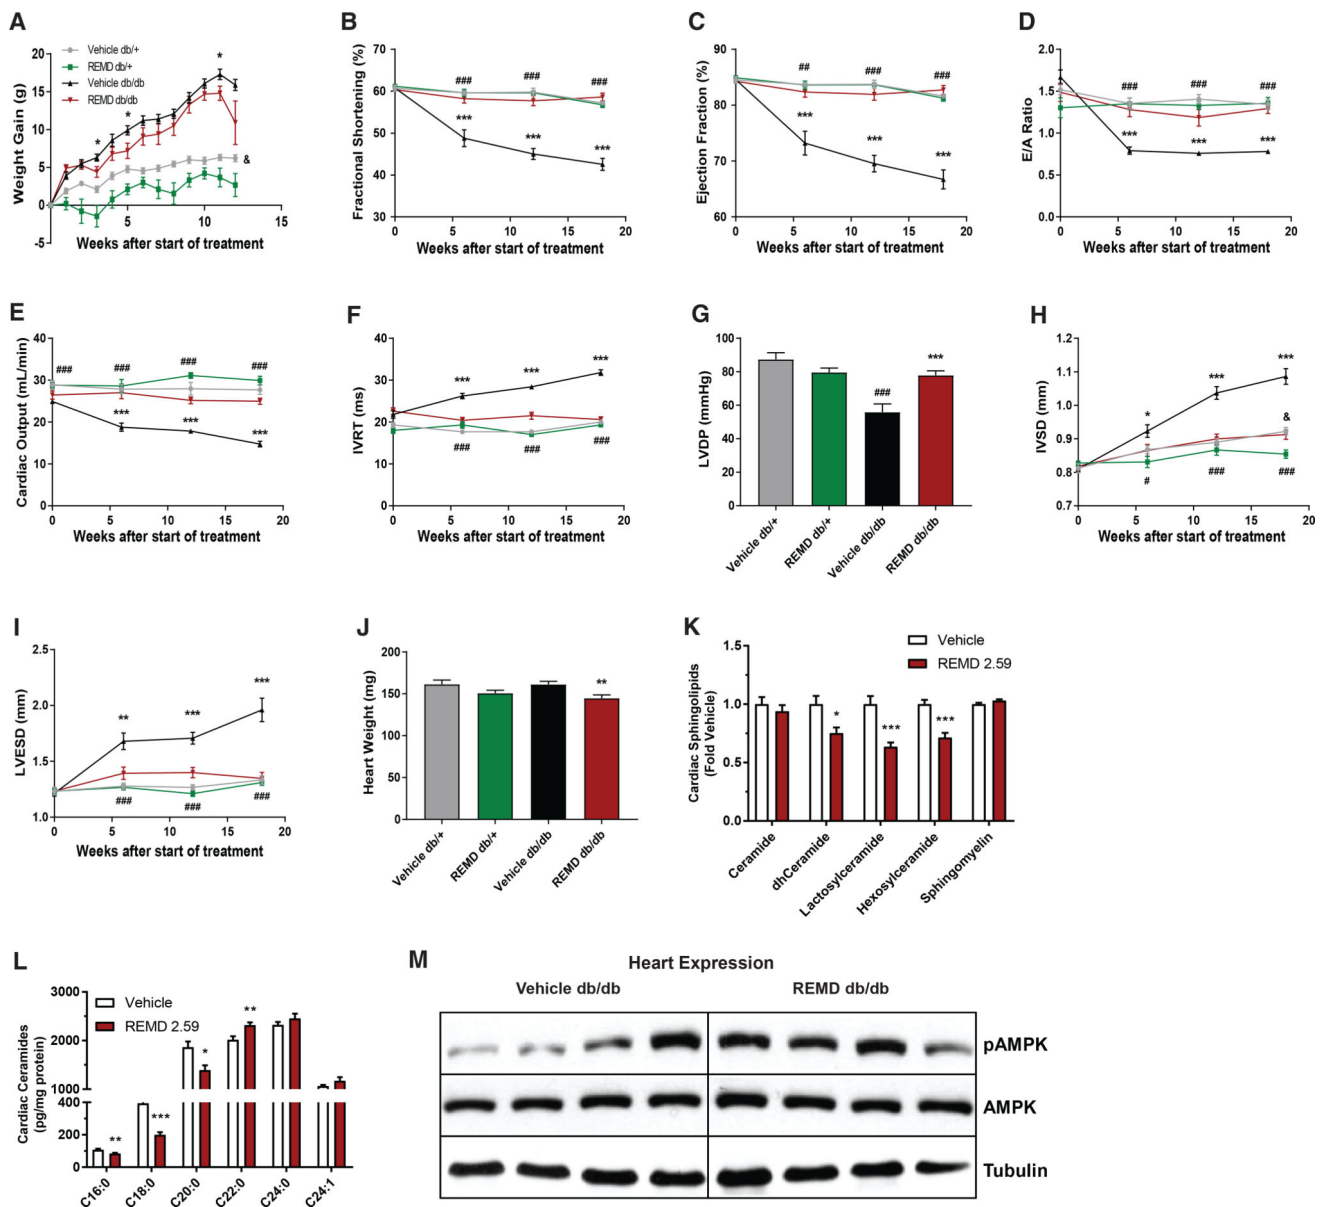 A
Weight Gain (g)
20
15
10
5
0
-5
5
10
15
Vehicle db/+
REMD db/+
Vehicle db/db
REMD db/db
*
*
*
&
Weeks after start of treatment
B
Fractional Shortening (%)
70
60
50
40
30
###
###
###
***
***
***
0
5
10
15
20
Weeks after start of treatment
C
Ejection Fraction (%)
90
80
70
60
##
###
###
***
***
***
0
5
10
15
20
Weeks after start of treatment
D
E/A Ratio
2.0
1.5
1.0
0.5
0.0
###
###
###
***
***
***
0
5
10
15
20
Weeks after start of treatment
E
Cardiac Output (mL/min)
40
30
20
10
0
###
###
###
###
***
***
***
0
5
10
15
20
Weeks after start of treatment
F
IVRT (ms)
40
30
20
10
0
***
***
***
###
###
###
0
5
10
15
20
Weeks after start of treatment
G
LVDP (mmHg)
100
80
60
40
20
0
###
***
Vehicle db/+
REMD db/+
Vehicle db/db
REMD db/db
H
IVSD (mm)
1.2
1.1
1.0
0.9
0.8
0.7
*
***
***
&
#
###
###
0
5
10
15
20
Weeks after start of treatment
I
LVESD (mm)
2.5
2.0
1.5
1.0
**
***
***
###
###
###
0
5
10
15
20
Weeks after start of treatment
J
Heart Weight (mg)
200
150
100
50
0
**
Vehicle db/+
REMD db/+
Vehicle db/db
REMD db/db
K
Cardiac Sphingolipids
(Fold Vehicle)
1.5
1.0
0.5
0.0
Vehicle
REMD 2.59
*
***
***
Ceramide
dhCeramide
Lactosylceramide
Hexosylceramide
Sphingomyelin
L
Cardiac Ceramides
(pg/mg protein)
3000
2000
1000
400
200
0
Vehicle
REMD 2.59
**
***
*
**
C16:0
C18:0
C20:0
C22:0
C24:0
C24:1
M
Heart Expression
Vehicle db/db
REMD db/db
pAMPK
AMPK
Tubulin